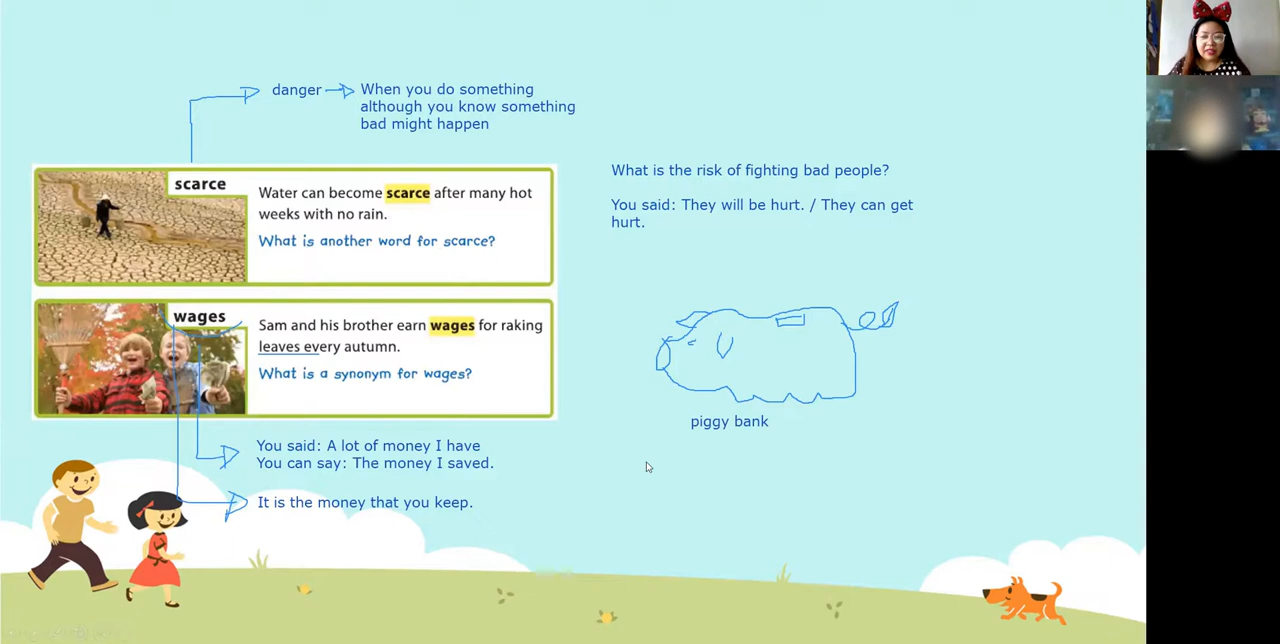 danger
When you do something
although you know something
bad might happen
scarce
Water can become scarce after many hot
weeks with no rain.
What is another word for scarce?
wages
Sam and his brother earn wages for raking
leaves every autumn.
What is a synonym for wages?
You said: A lot of money I have
You can say: The money I saved.
It is the money that you keep.
What is the risk of fighting bad people?
You said: They will be hurt. / They can get
hurt.
piggy bank